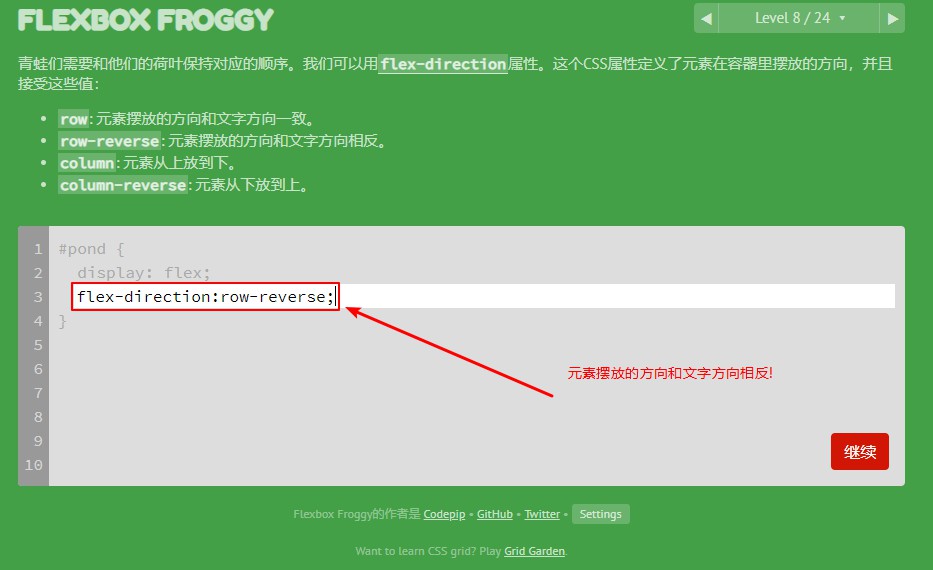 FLEXBOX FROGGY
Level 8 / 24
青蛙们需要和他们的荷叶保持对应的顺序。我们可以用flex-direction属性。这个CSS属性定义了元素在容器里摆放的方向，并且
接受这些值：
• row: 元素摆放的方向和文字方向一致。
• row-reverse: 元素摆放的方向和文字方向相反。
• column: 元素从上放到下。
• column-reverse: 元素从下放到上。
1 #pond {
2 display: flex;
3 flex-direction:row-reverse;
4 }
5
6
元素摆放的方向和文字方向相反!
7
8
9
继续
10
Flexbox Froggy的作者是 Codepip • GitHub • Twitter • Settings
Want to learn CSS grid? Play Grid Garden.